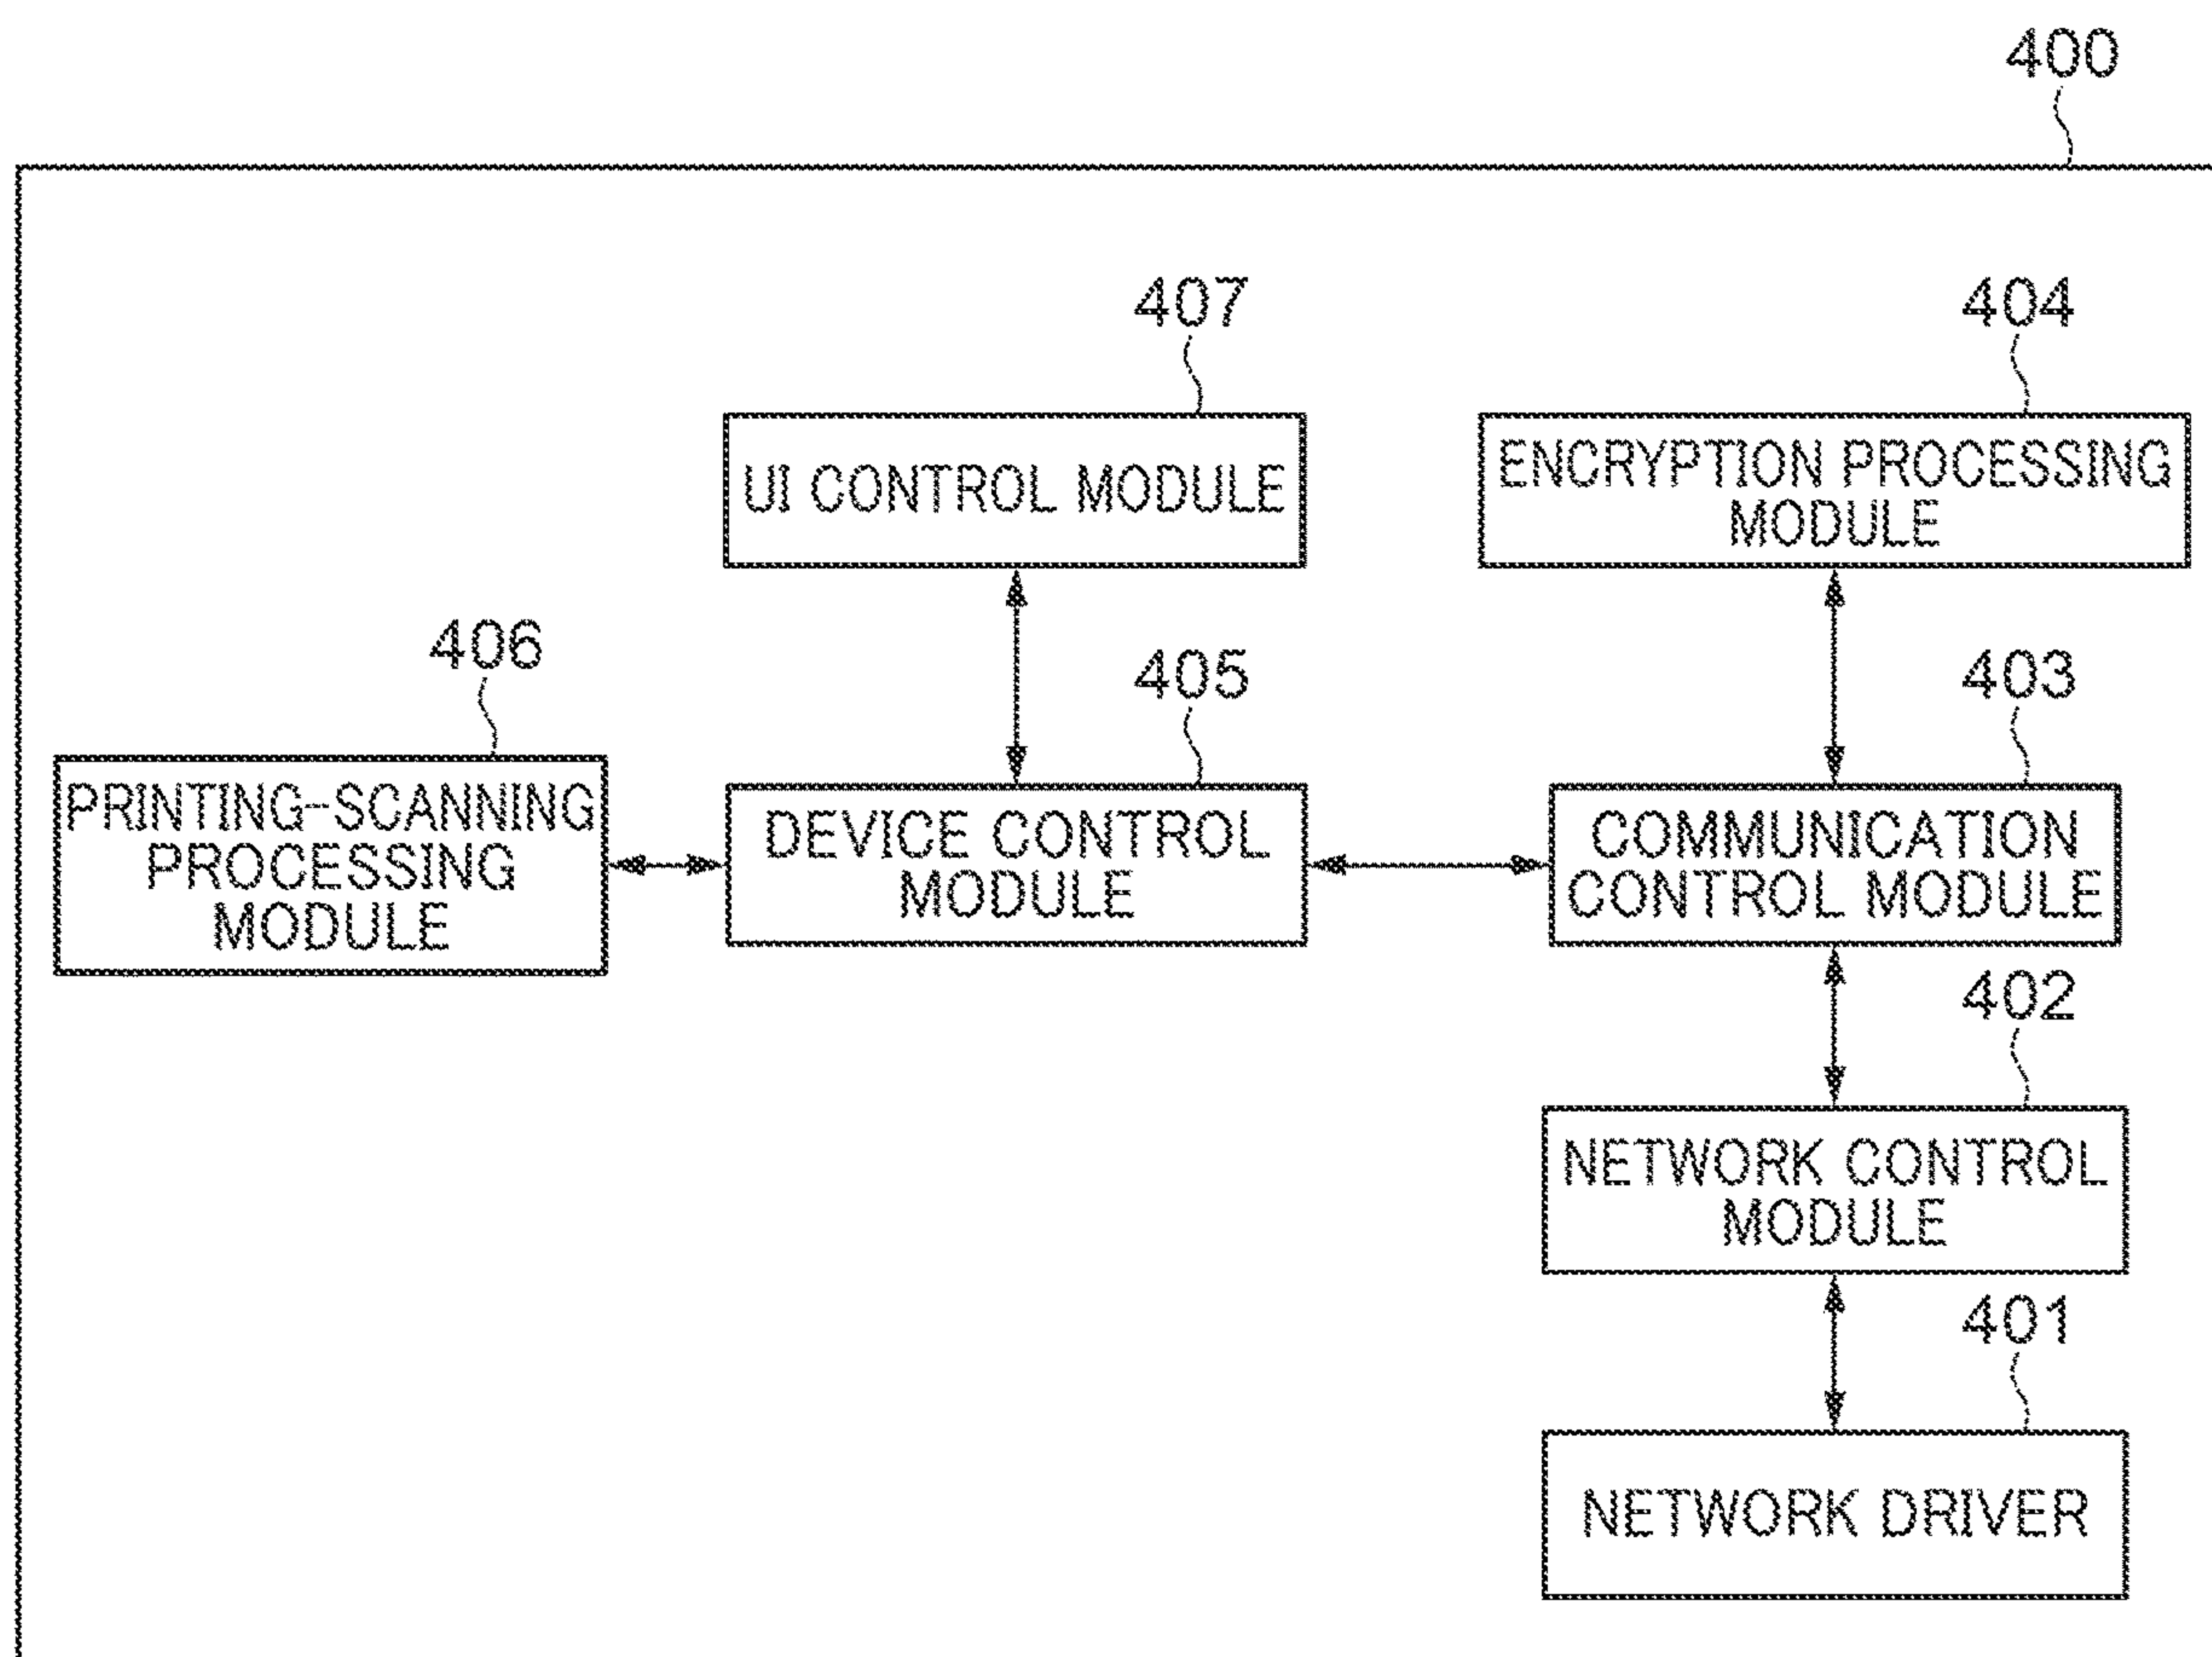 400
407
404
UI CONTROL MODULE
ENCRYPTION PROCESSING
MODULE
406
405
403
PRINTING-SCANNING
PROCESSING
MODULE
DEVICE CONTROL
MODULE
COMMUNICATION
CONTROL MODULE
402
NETWORK CONTROL
MODULE
401
NETWORK DRIVER